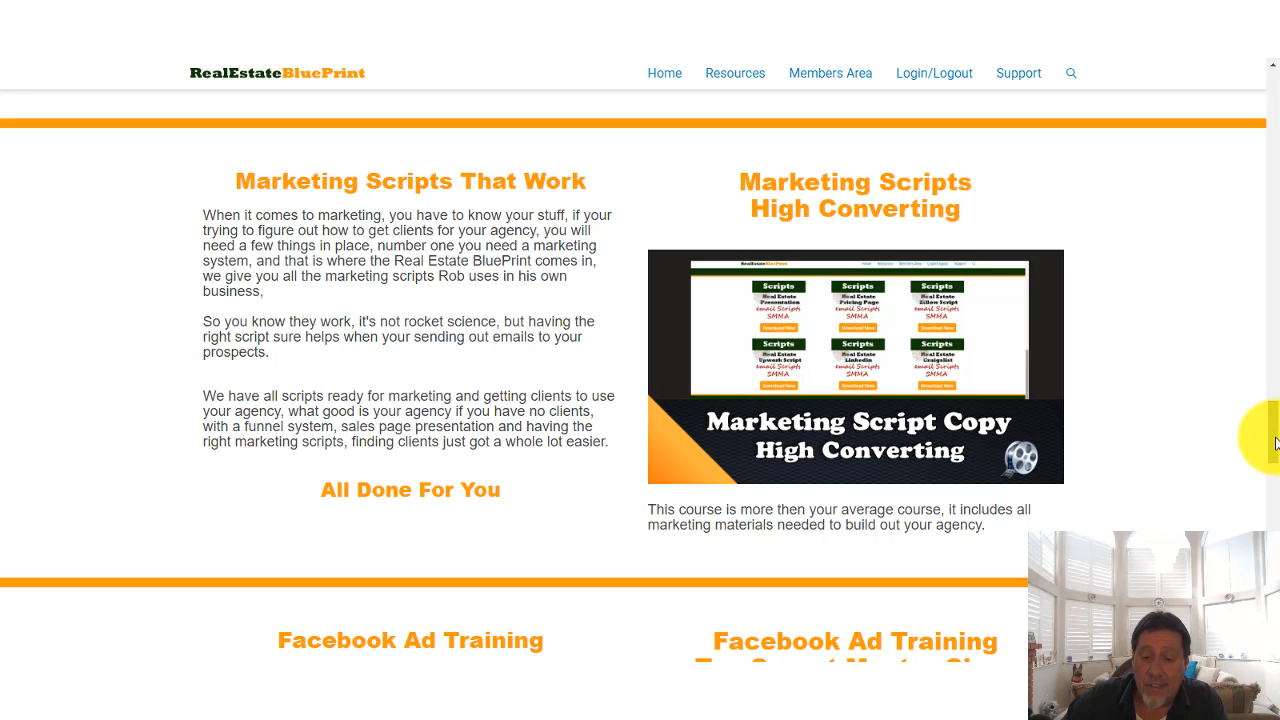 RealEstateBluePrint
Home Resources Members Area Login/Logout Support
Marketing Scripts That Work
When it comes to marketing, you have to know your stuff, if your
trying to figure out how to get clients for your agency, you will
need a few things in place, number one you need a marketing
system, and that is where the Real Estate BluePrint comes in,
we give you all the marketing scripts Rob uses in his own
business,
So you know they work, it's not rocket science, but having the
right script sure helps when your sending out emails to your
prospects.
We have all scripts ready for marketing and getting clients to use
your agency, what good is your agency if you have no clients,
with a funnel system, sales page presentation and having the
right marketing scripts, finding clients just got a whole lot easier.
All Done For You
Marketing Scripts
High Converting
RealEstateBluePrint
Scripts Scripts Scripts
Real Estate Real Estate Real Estate
Presentation Pricing Page Zillow Script
email Scripts email Scripts email Scripts
SMMA SMMA SMMA
Download Now Download Now Download Now
Scripts Scripts Scripts
Real Estate Real Estate Real Estate
Upwork Script Linkedin Craigslist
email Scripts email Scripts email Scripts
SMMA SMMA SMMA
Download Now Download Now Download Now
Marketing Script Copy
High Converting
This course is more then your average course, it includes all
marketing materials needed to build out your agency.
Facebook Ad Training
Facebook Ad Training